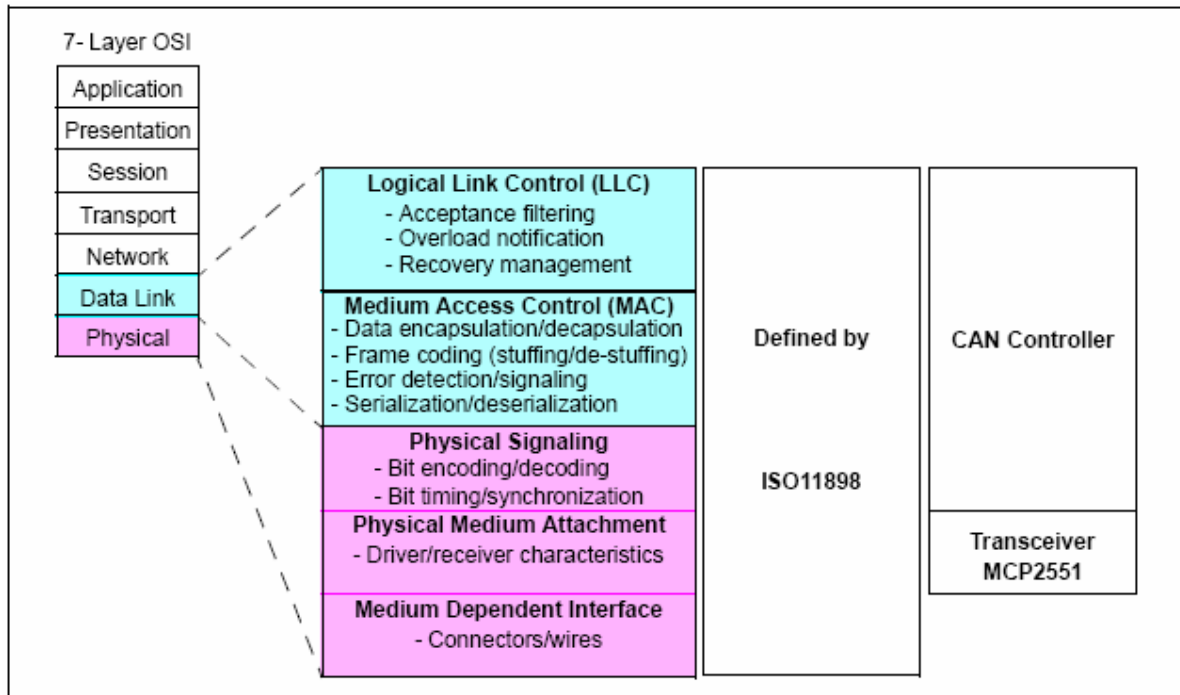 7- Layer OSI
Application
Presentation
Session
Transport
Network
Data Link
Physical
Logical Link Control (LLC)
- Acceptance filtering
- Overload notification
- Recovery management
Medium Access Control (MAC)
- Data encapsulation/decapsulation
- Frame coding (stuffing/de-stuffing)
- Error detection/signaling
- Serialization/deserialization
Physical Signaling
- Bit encoding/decoding
- Bit timing/synchronization
Physical Medium Attachment
- Driver/receiver characteristics
Medium Dependent Interface
- Connectors/wires
Defined by
ISO11898
CAN Controller
Transceiver
MCP2551